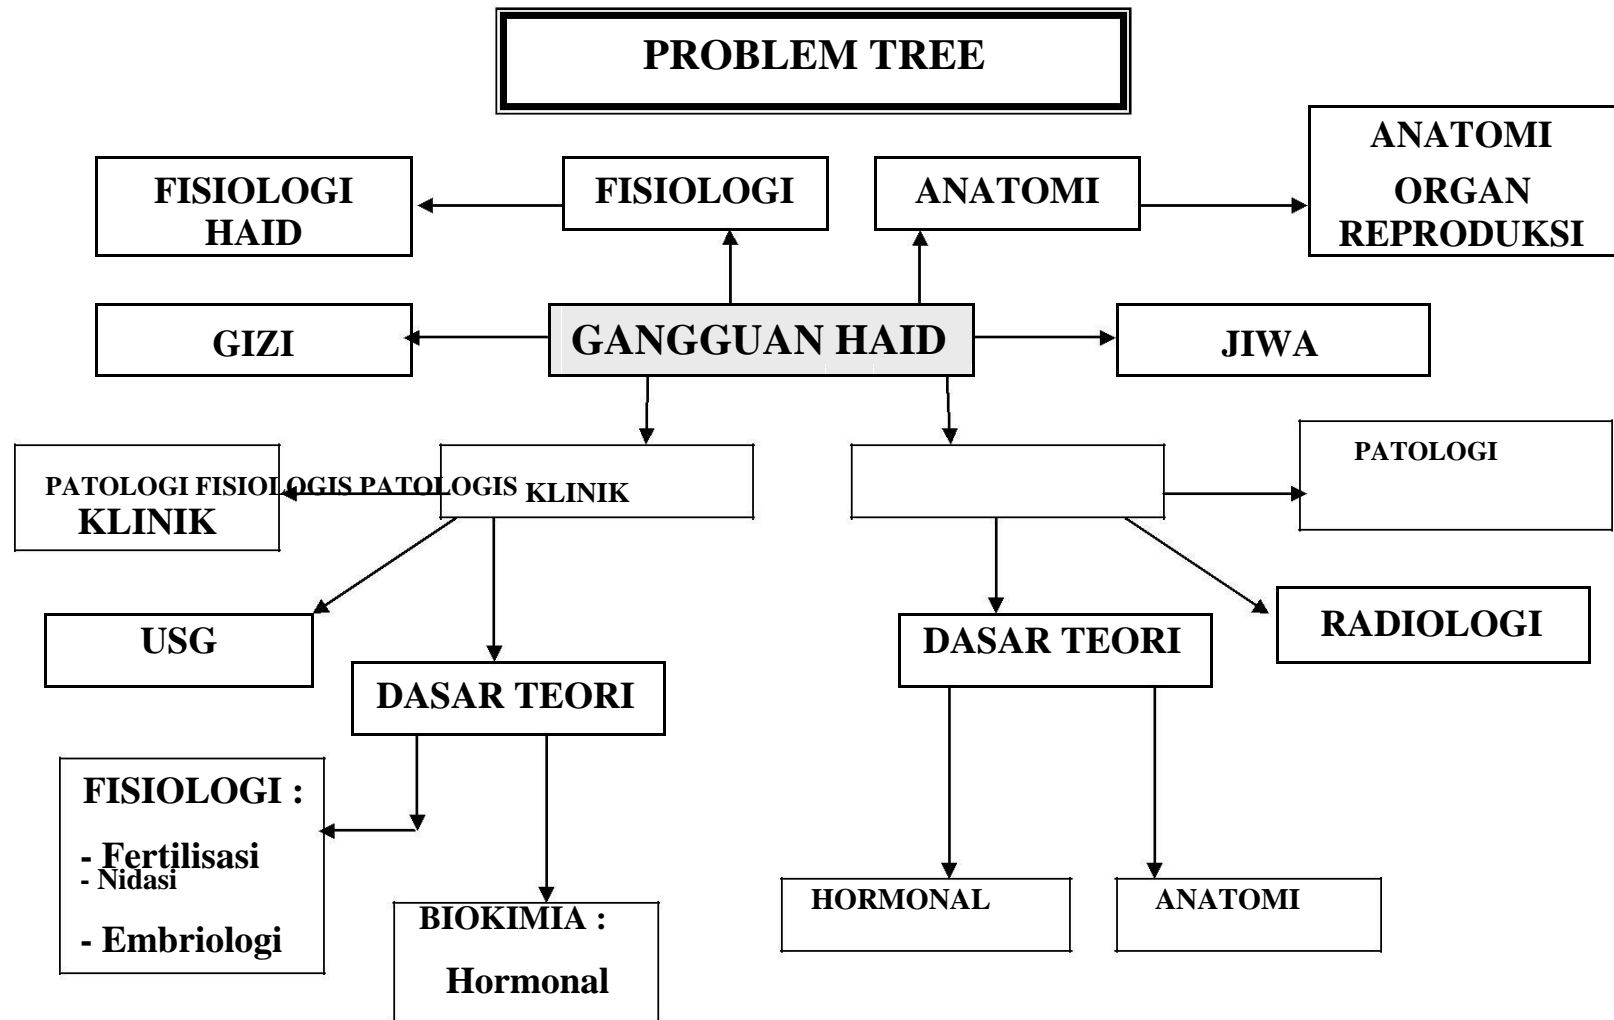 PROBLEM TREE
ANATOMI
ORGAN
REPRODUKSI
FISIOLOGI
HAID
FISIOLOGI
ANATOMI
GIZI
GANGGUAN HAID
JIWA
PATOLOGI FISIOLOGIS PATOLOGIS KLINIK
KLINIK
PATOLOGI
USG
DASAR TEORI
RADIOLOGI
DASAR TEORI
FISIOLOGI :
- Fertilisasi
- Nidasi
- Embriologi
BIOKIMIA :
Hormonal
HORMONAL
ANATOMI